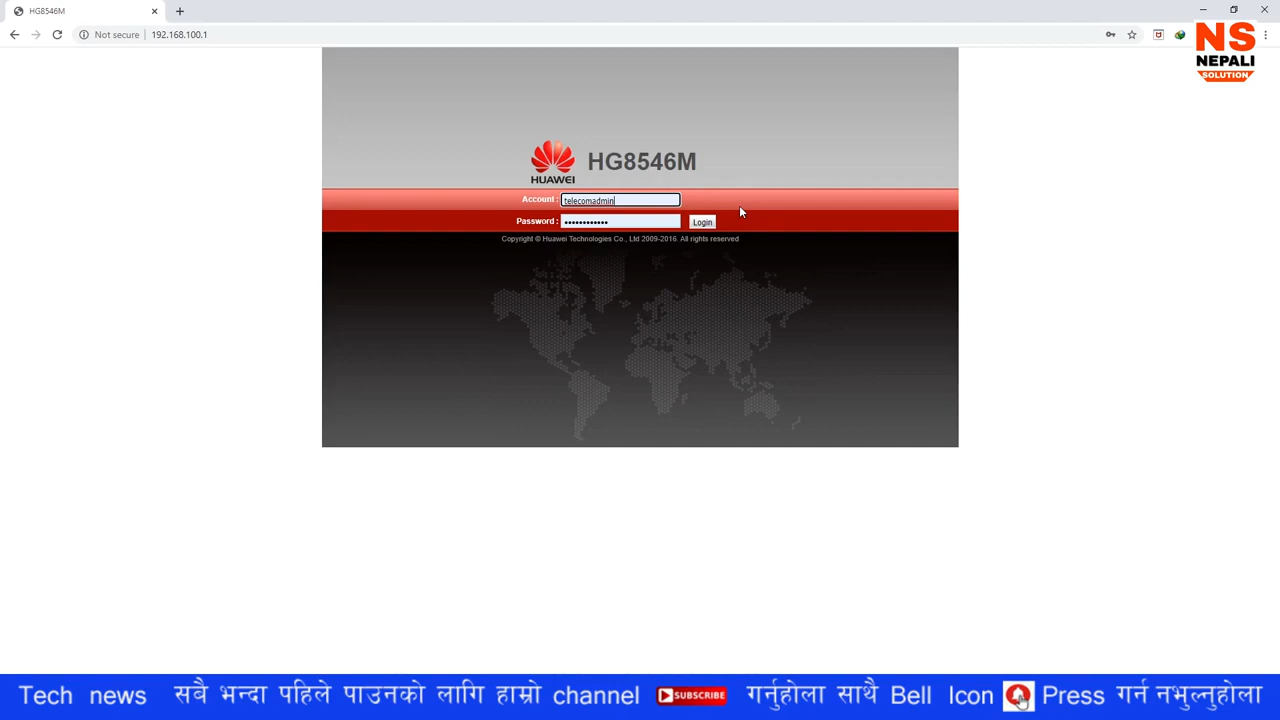 HG8546M
Not secure
192.168.100.1
NS
NEPALI
SOLUTION
HUAWEI
HG8546M
Account :
telecomadmin
Password :
••••••••••••
Login
Copyright © Huawei Technologies Co., Ltd 2009-2016. All rights reserved
Tech news सबै भन्दा पहिले पाउनको लागि हाम्रो channel SUBSCRIBE गर्नुहोला साथै Bell Icon Press गर्न नभुल्नुहोला